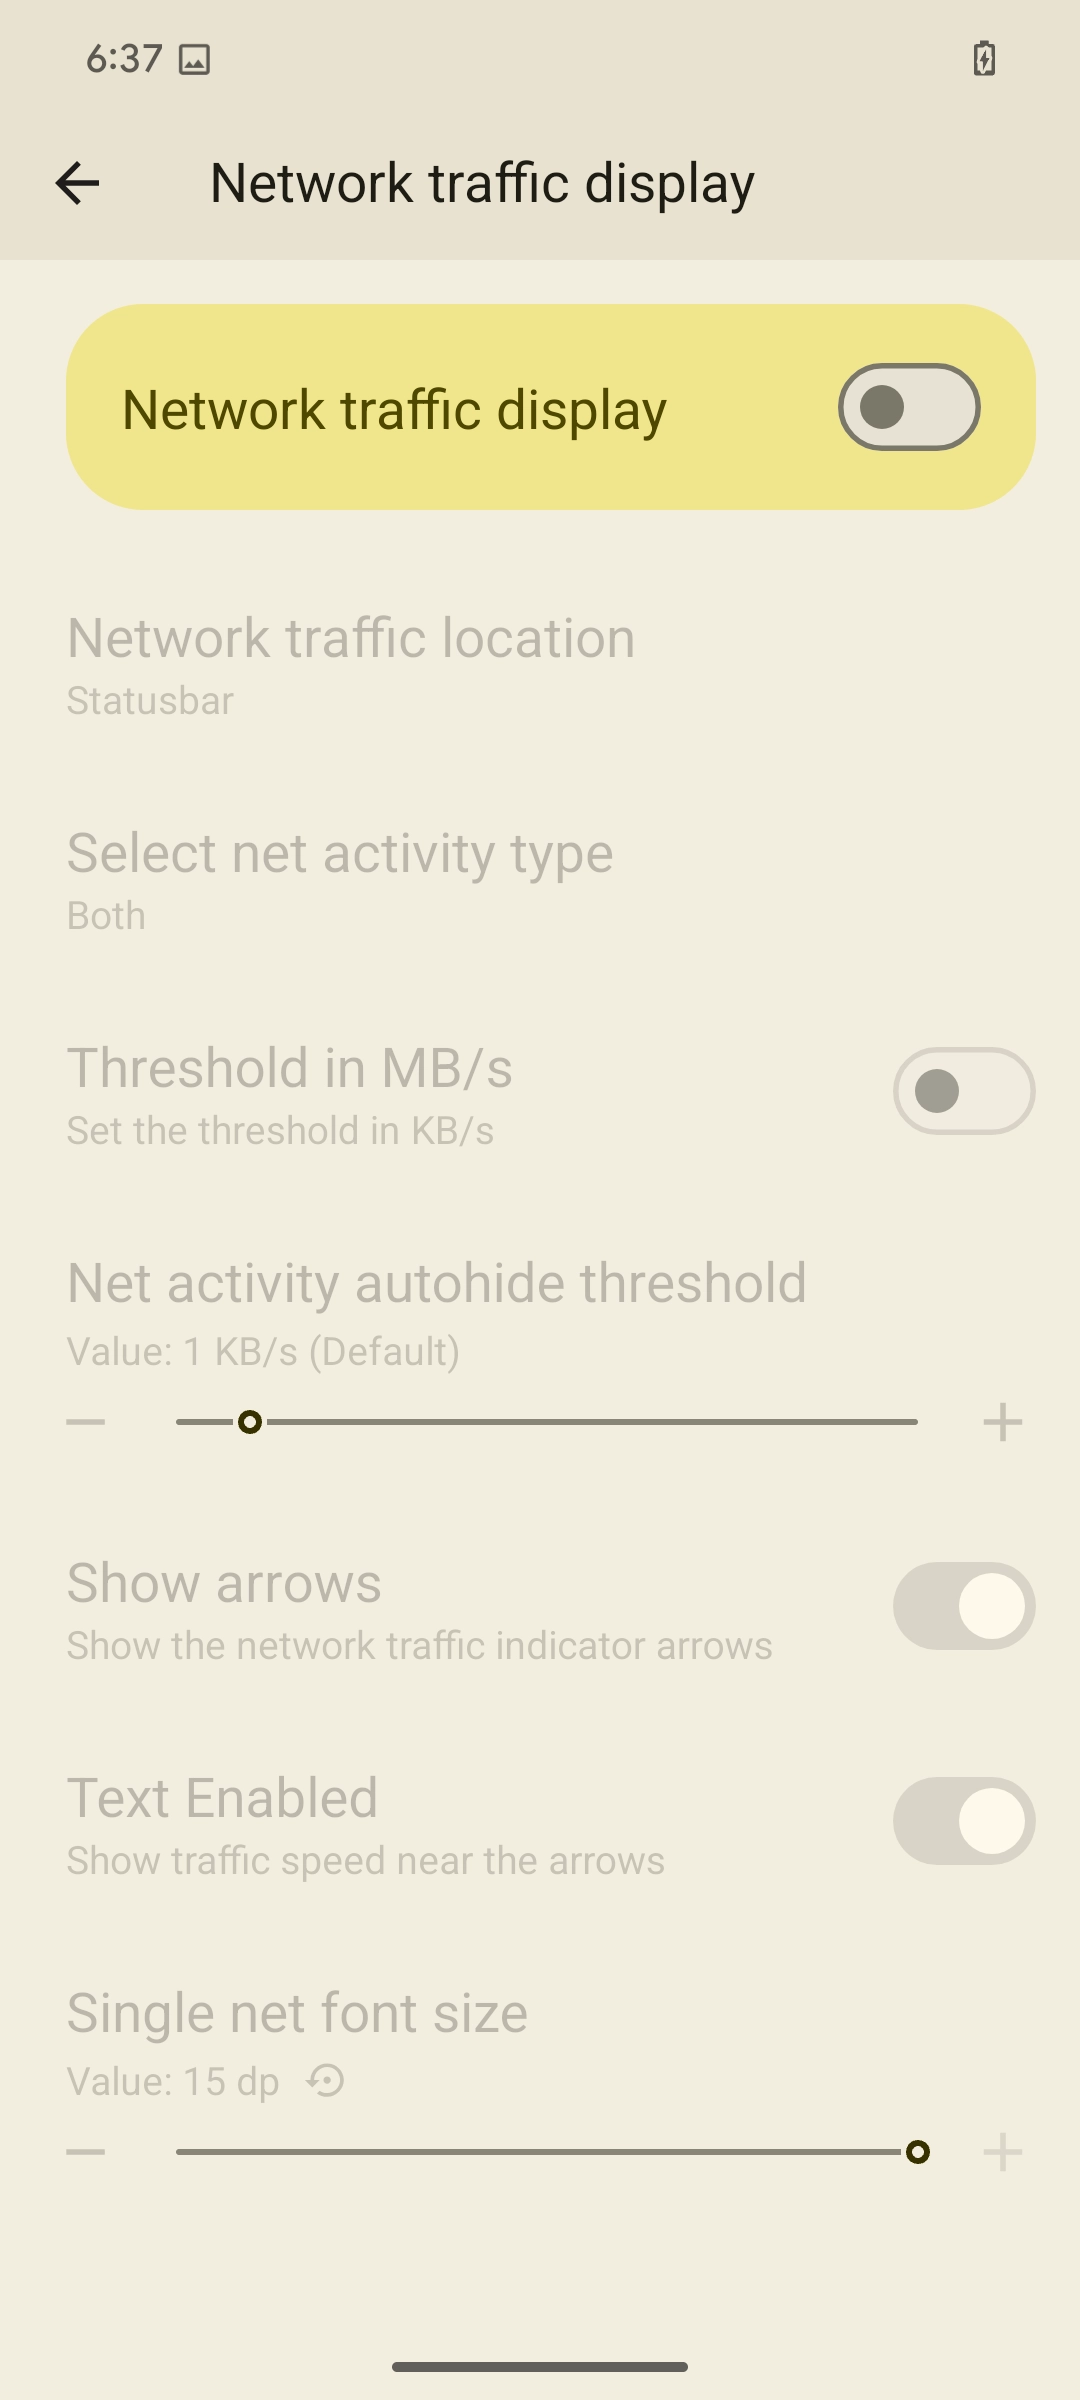 6:37
Network traffic display
Network traffic display
Network traffic location
Statusbar
Select net activity type
Both
Threshold in MB/s
Set the threshold in KB/s
Net activity autohide threshold
Value: 1 KB/s (Default)
Show arrows
Show the network traffic indicator arrows
Text Enabled
Show traffic speed near the arrows
Single net font size
Value: 15 dp